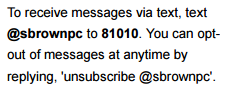 To receive messages via text, text
@sbrownpc to 81010. You can opt-
out of messages at anytime by
replying, 'unsubscribe @sbrownpc'.